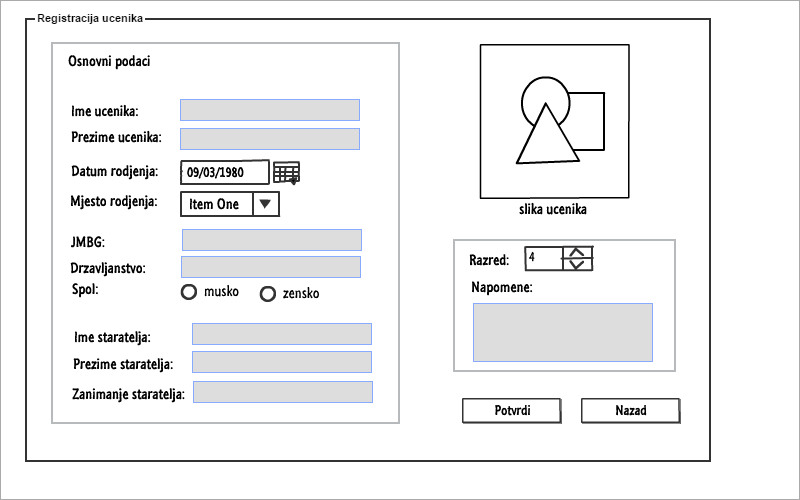 Registracija ucenika
Osnovni podaci
Ime ucenika:
Prezime ucenika:
Datum rodjenja: 09/03/1980
Mjesto rodjenja: Item One
JMBG:
Drzavljanstvo:
Spol: musko zensko
Ime staratelja:
Prezime staratelja:
Zanimanje staratelja:
slika ucenika
Razred: 4
Napomene:
Potvrdi Nazad